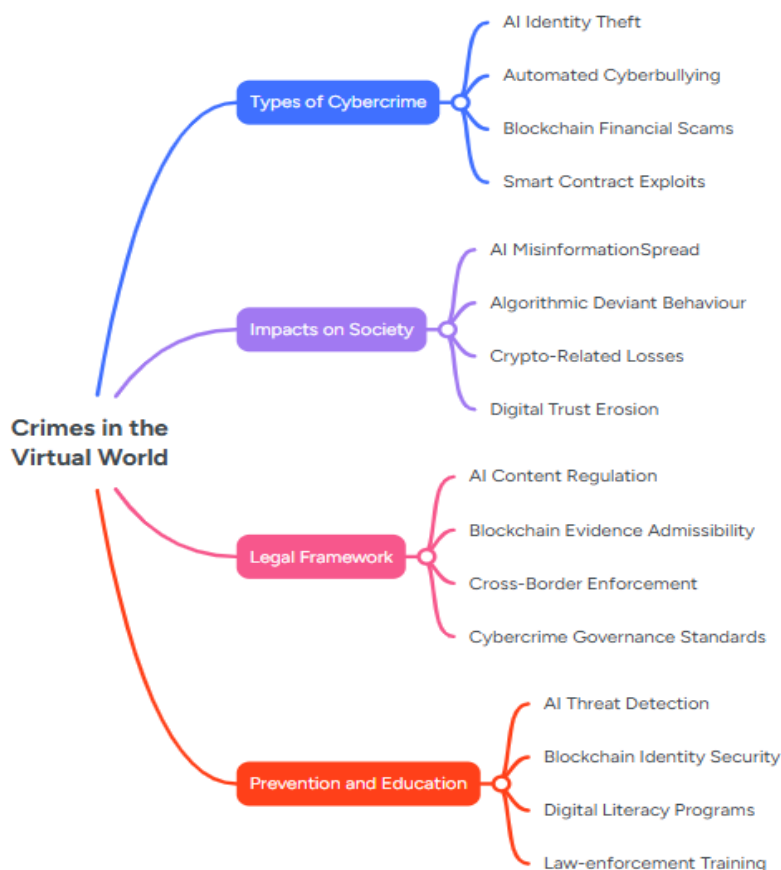 Crimes in the
Virtual World
Types of Cybercrime
AI Identity Theft
Automated Cyberbullying
Blockchain Financial Scams
Smart Contract Exploits
Impacts on Society
AI MisinformationSpread
Algorithmic Deviant Behaviour
Crypto-Related Losses
Digital Trust Erosion
Legal Framework
AI Content Regulation
Blockchain Evidence Admissibility
Cross-Border Enforcement
Cybercrime Governance Standards
Prevention and Education
AI Threat Detection
Blockchain Identity Security
Digital Literacy Programs
Law-enforcement Training